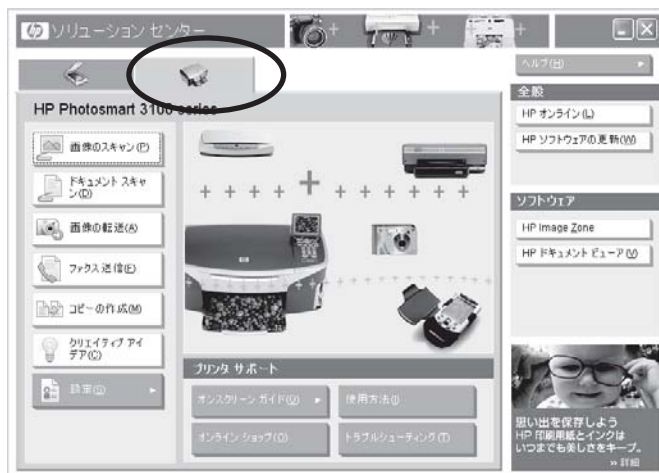 hp ソリューション センター
ヘルプ(H)
HP Photosmart 3100 series
画像のスキャン(P)
ドキュメント スキャ
ン(D)
画像の転送(A)
ファクス送信(E)
コピーの作成(M)
クリエイティブ アイ
デア(C)
設定(S)
プリンタ サポート
オンスクリーン ガイド(O)
使用方法(I)
オンライン ショップ(O)
トラブルシューティング(T)
全般
HP オンライン(L)
HP ソフトウェアの更新(W)
ソフトウェア
HP Image Zone
HP ドキュメント ビューア(V)
思い出を保存しよう
HP 印刷用紙とインクは
いつまでも美しさをキープ。
>> 詳細